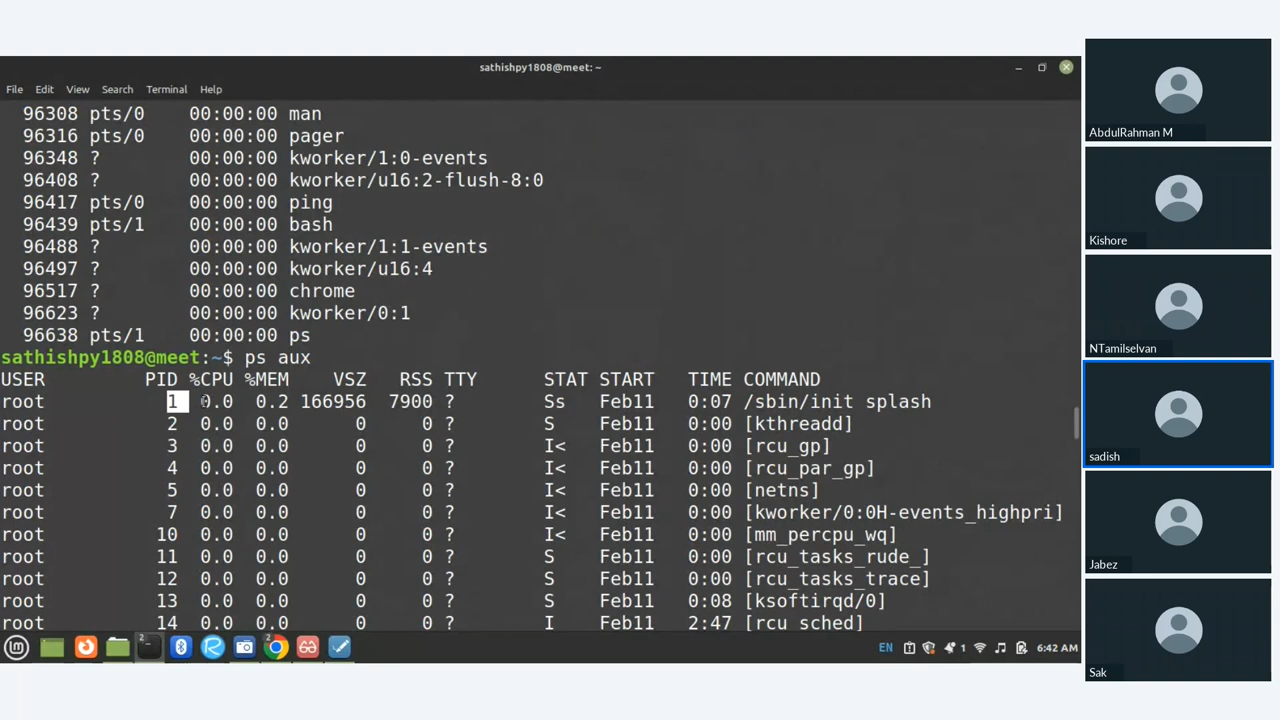 sathishpy1808@meet: ~
File Edit View Search Terminal Help
96308 pts/0 00:00:00 man
96316 pts/0 00:00:00 pager
96348 ? 00:00:00 kworker/1:0-events
96408 ? 00:00:00 kworker/u16:2-flush-8:0
96417 pts/0 00:00:00 ping
96439 pts/1 00:00:00 bash
96488 ? 00:00:00 kworker/1:1-events
96497 ? 00:00:00 kworker/u16:4
96517 ? 00:00:00 chrome
96623 ? 00:00:00 kworker/0:1
96638 pts/1 00:00:00 ps
sathishpy1808@meet:~$ ps aux
USER PID %CPU %MEM VSZ RSS TTY STAT START TIME COMMAND
root 1 0.0 0.2 166956 7900 ? Ss Feb11 0:07 /sbin/init splash
root 2 0.0 0.0 0 0 ? S Feb11 0:00 [kthreadd]
root 3 0.0 0.0 0 0 ? I< Feb11 0:00 [rcu_gp]
root 4 0.0 0.0 0 0 ? I< Feb11 0:00 [rcu_par_gp]
root 5 0.0 0.0 0 0 ? I< Feb11 0:00 [netns]
root 7 0.0 0.0 0 0 ? I< Feb11 0:00 [kworker/0:0H-events_highpri]
root 10 0.0 0.0 0 0 ? I< Feb11 0:00 [mm_percpu_wq]
root 11 0.0 0.0 0 0 ? S Feb11 0:00 [rcu_tasks_rude_]
root 12 0.0 0.0 0 0 ? S Feb11 0:00 [rcu_tasks_trace]
root 13 0.0 0.0 0 0 ? S Feb11 0:08 [ksoftirqd/0]
root 14 0.0 0.0 0 0 ? I Feb11 2:47 [rcu sched]
2 2 EN 1 6:42 AM
AbdulRahman M
Kishore
NTamilselvan
sadish
Jabez
Sak